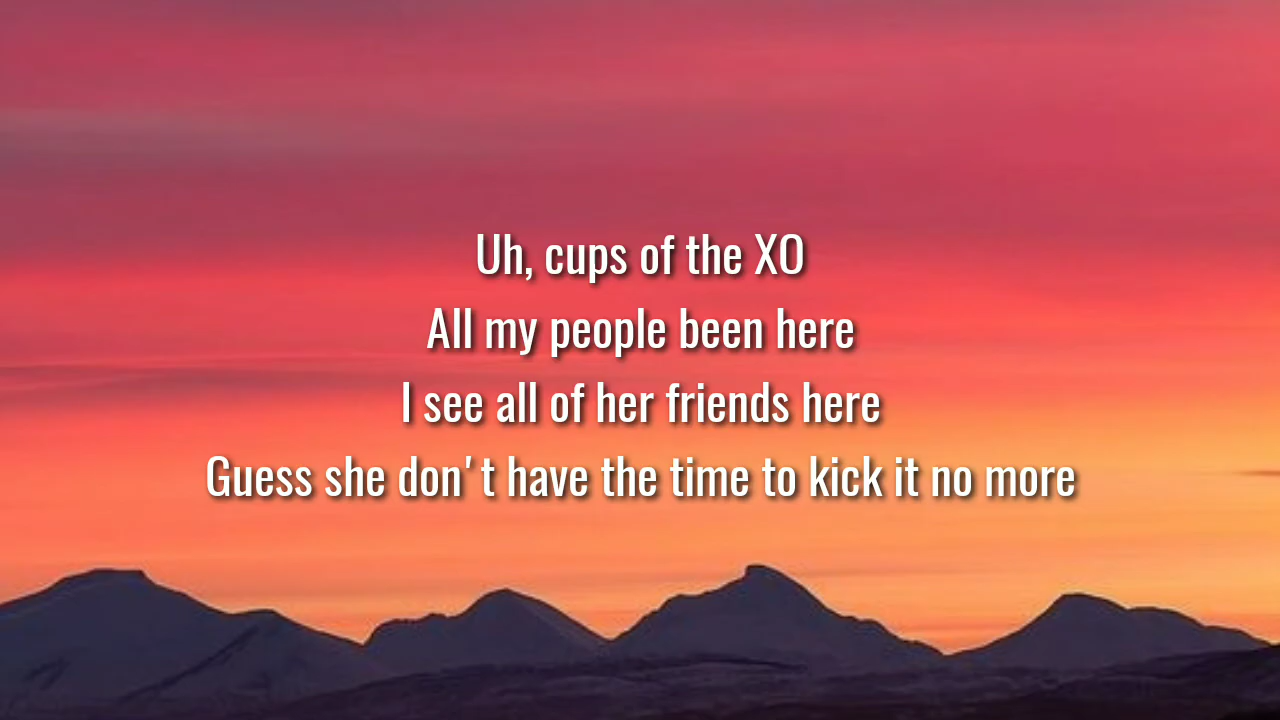 Uh, cups of the XO
All my people been here
I see all of her friends here
Guess she don't have the time to kick it no more